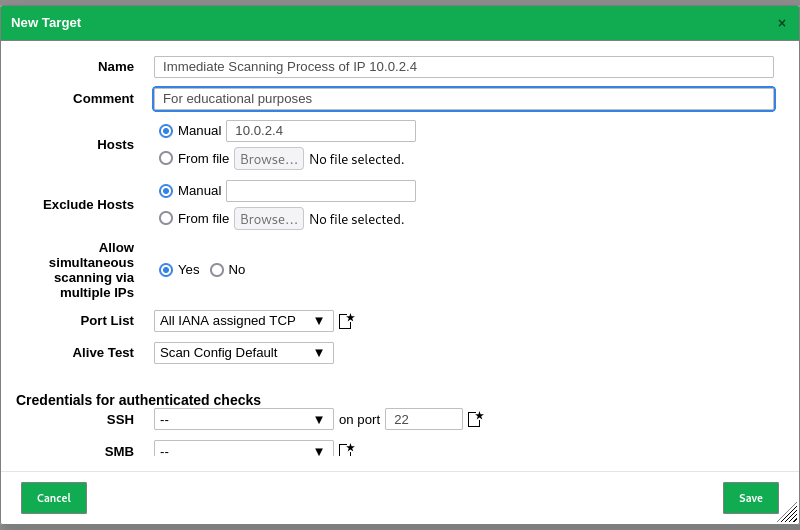 New Target ×
Name Immediate Scanning Process of IP 10.0.2.4
Comment For educational purposes
Hosts
Manual 10.0.2.4
From file Browse… No file selected.
Exclude Hosts
Manual
From file Browse… No file selected.
Allow
simultaneous
scanning via
multiple IPs
Yes No
Port List All IANA assigned TCP ▼
Alive Test Scan Config Default ▼
Credentials for authenticated checks
SSH -- ▼ on port 22
SMB -- ▼
Cancel Save